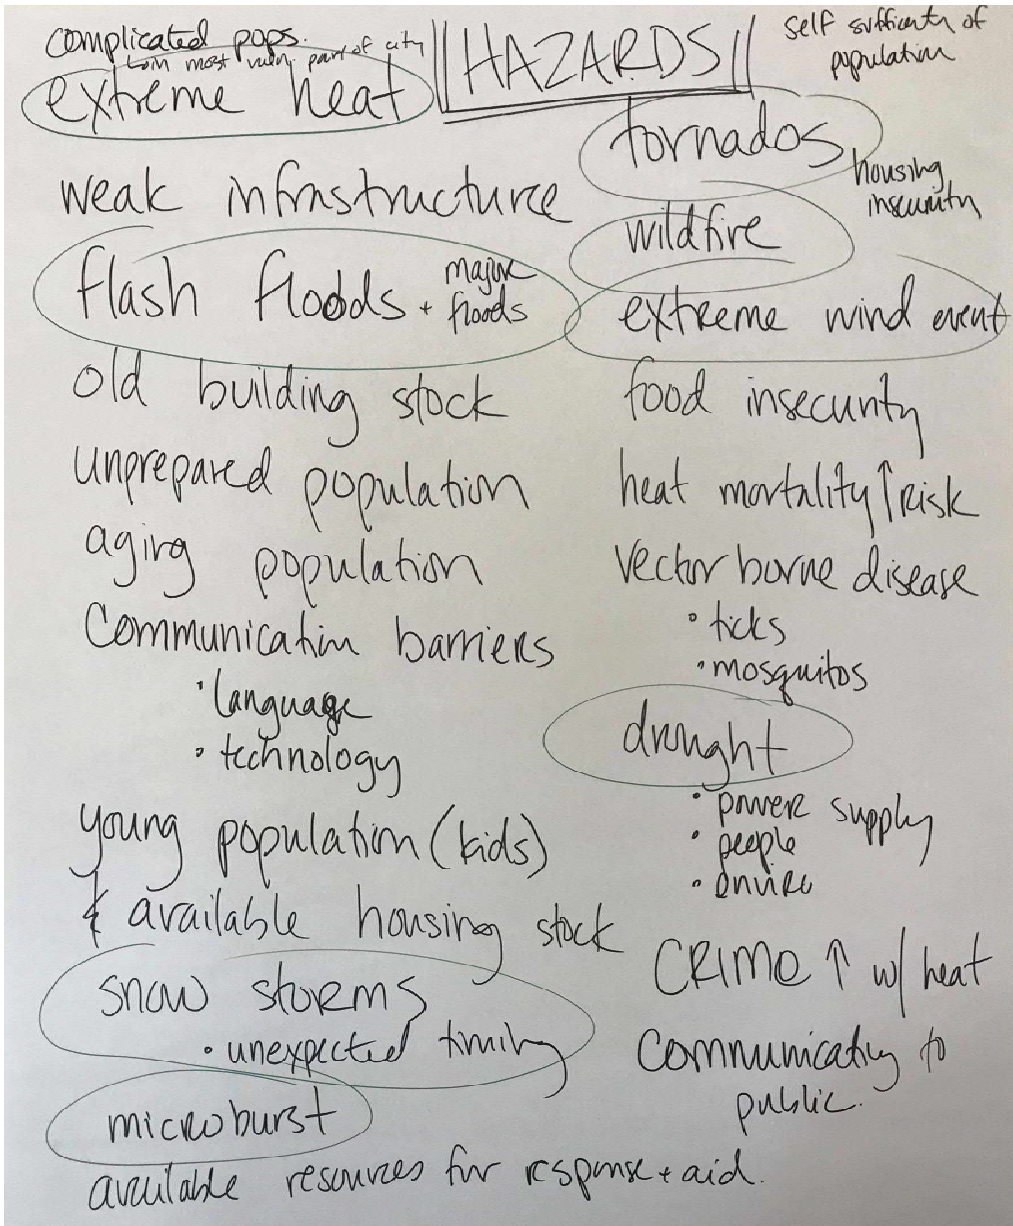 complicated pops.
most vuln. part of city
extreme heat
weak infrastructure
flash floods + major
floods
old building stock
unprepared population
aging population
communication barriers
• language
• technology
young population (kids)
& available housing stock
snow storms
• unexpected timing
microburst
available resources for response + aid.
||HAZARDS||
self sufficienty of
population
tornados
housing
insecurity
wildfire
extreme wind event
food insecurity
heat mortality ↑ risk
vector borne disease
• ticks
• mosquitos
drought
• power supply
• people
• enviro
CRIME ↑ w/ heat
Communicating to
public.